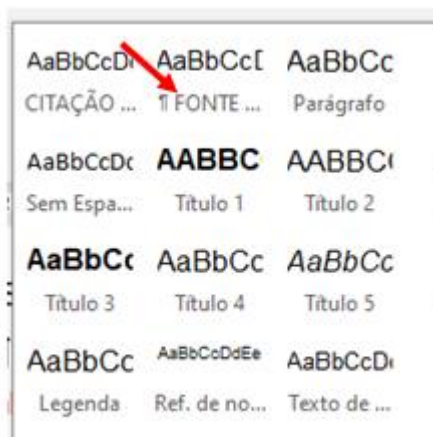 AaBbCcDı AaBbCcD AaBbCc
CITAÇÃO ... ¶ FONTE ... Parágrafo
AaBbCcDc AABBC AABBC
Sem Espa... Título 1 Título 2
AaBbCc AaBbCc AaBbCc
Título 3 Título 4 Título 5
AaBbCc AaBbCcDdEe AaBbCcDı
Legenda Ref. de no... Texto de ...